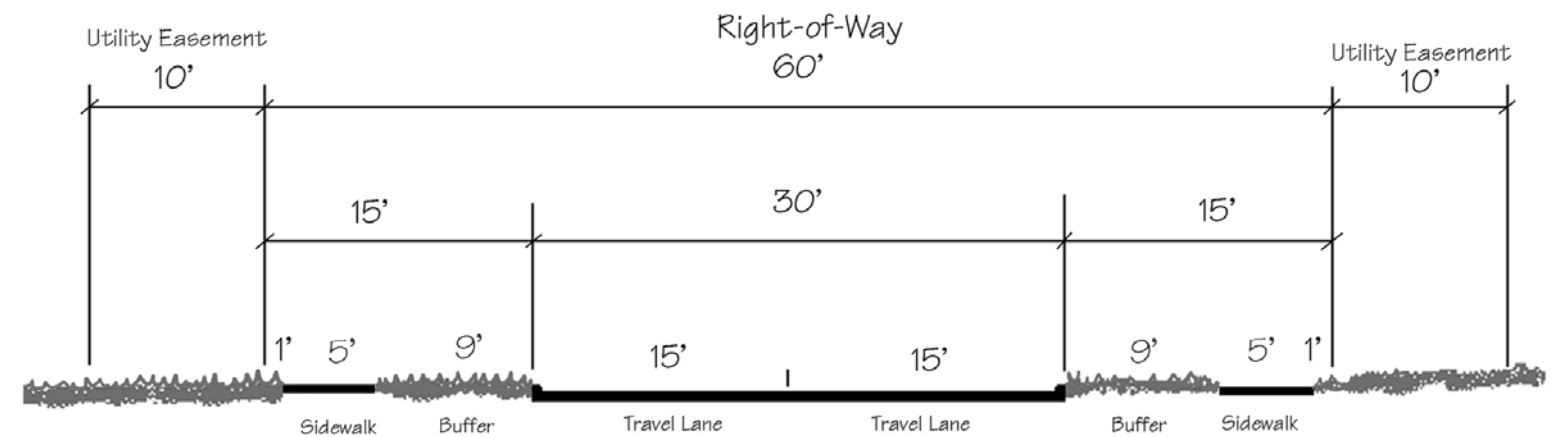 Right-of-Way
60'
Utility Easement
10'
Utility Easement
10'
15'
30'
15'
1' 5' 9' 15' 15' 9' 5' 1'
Sidewalk Buffer Travel Lane Travel Lane Buffer Sidewalk